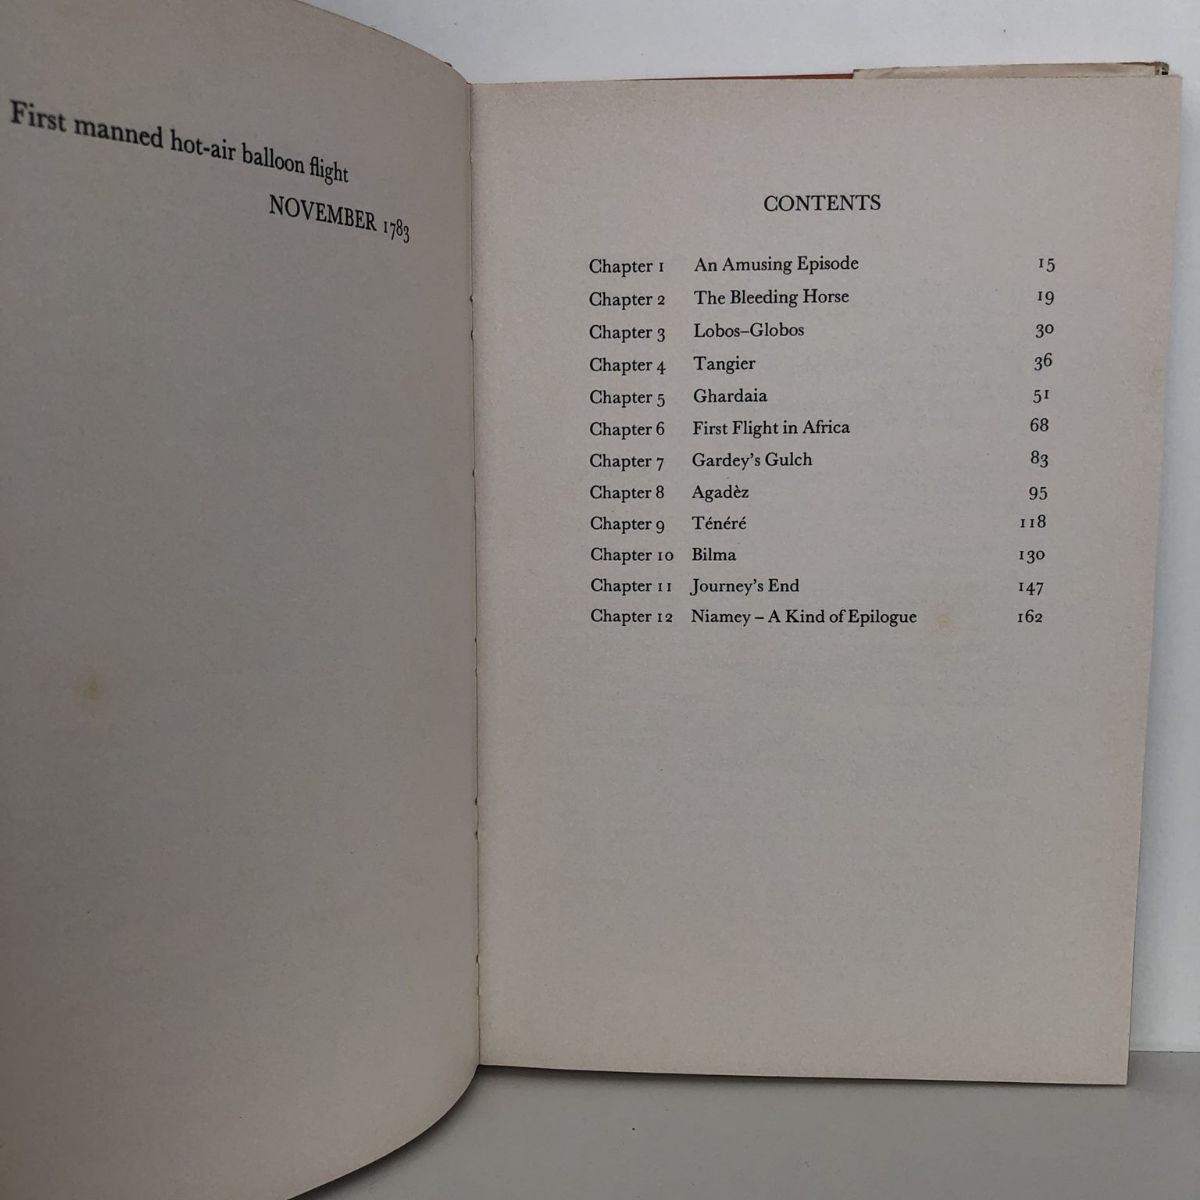 First manned hot-air balloon flight
NOVEMBER 1783
CONTENTS
Chapter 1 An Amusing Episode 15
Chapter 2 The Bleeding Horse 19
Chapter 3 Lobos–Globos 30
Chapter 4 Tangier 36
Chapter 5 Ghardaia 51
Chapter 6 First Flight in Africa 68
Chapter 7 Gardey's Gulch 83
Chapter 8 Agadèz 95
Chapter 9 Ténéré 118
Chapter 10 Bilma 130
Chapter 11 Journey's End 147
Chapter 12 Niamey – A Kind of Epilogue 162